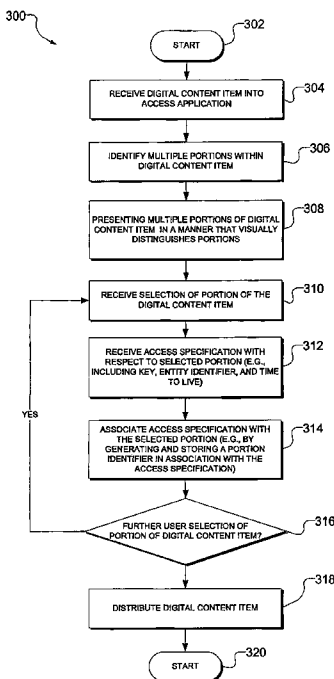 300
START
302
RECEIVE DIGITAL CONTENT ITEM INTO
ACCESS APPLICATION
304
IDENTIFY MULTIPLE PORTIONS WITHIN
DIGITAL CONTENT ITEM
306
PRESENTING MULTIPLE PORTIONS OF DIGITAL
CONTENT ITEM IN A MANNER THAT VISUALLY
DISTINGUISHES PORTIONS
308
RECEIVE SELECTION OF PORTION OF THE
DIGITAL CONTENT ITEM
310
RECEIVE ACCESS SPECIFICATION WITH
RESPECT TO SELECTED PORTION (E.G.,
INCLUDING KEY, ENTITY IDENTIFIER, AND TIME
TO LIVE)
312
YES
ASSOCIATE ACCESS SPECIFICATION WITH
THE SELECTED PORTION (E.G., BY
GENERATING AND STORING A PORTION
IDENTIFIER IN ASSOCIATION WITH THE
ACCESS SPECIFICATION)
314
FURTHER USER SELECTION OF
PORTION OF DIGITAL CONTENT ITEM?
316
DISTRIBUTE DIGITAL CONTENT ITEM
318
START
320